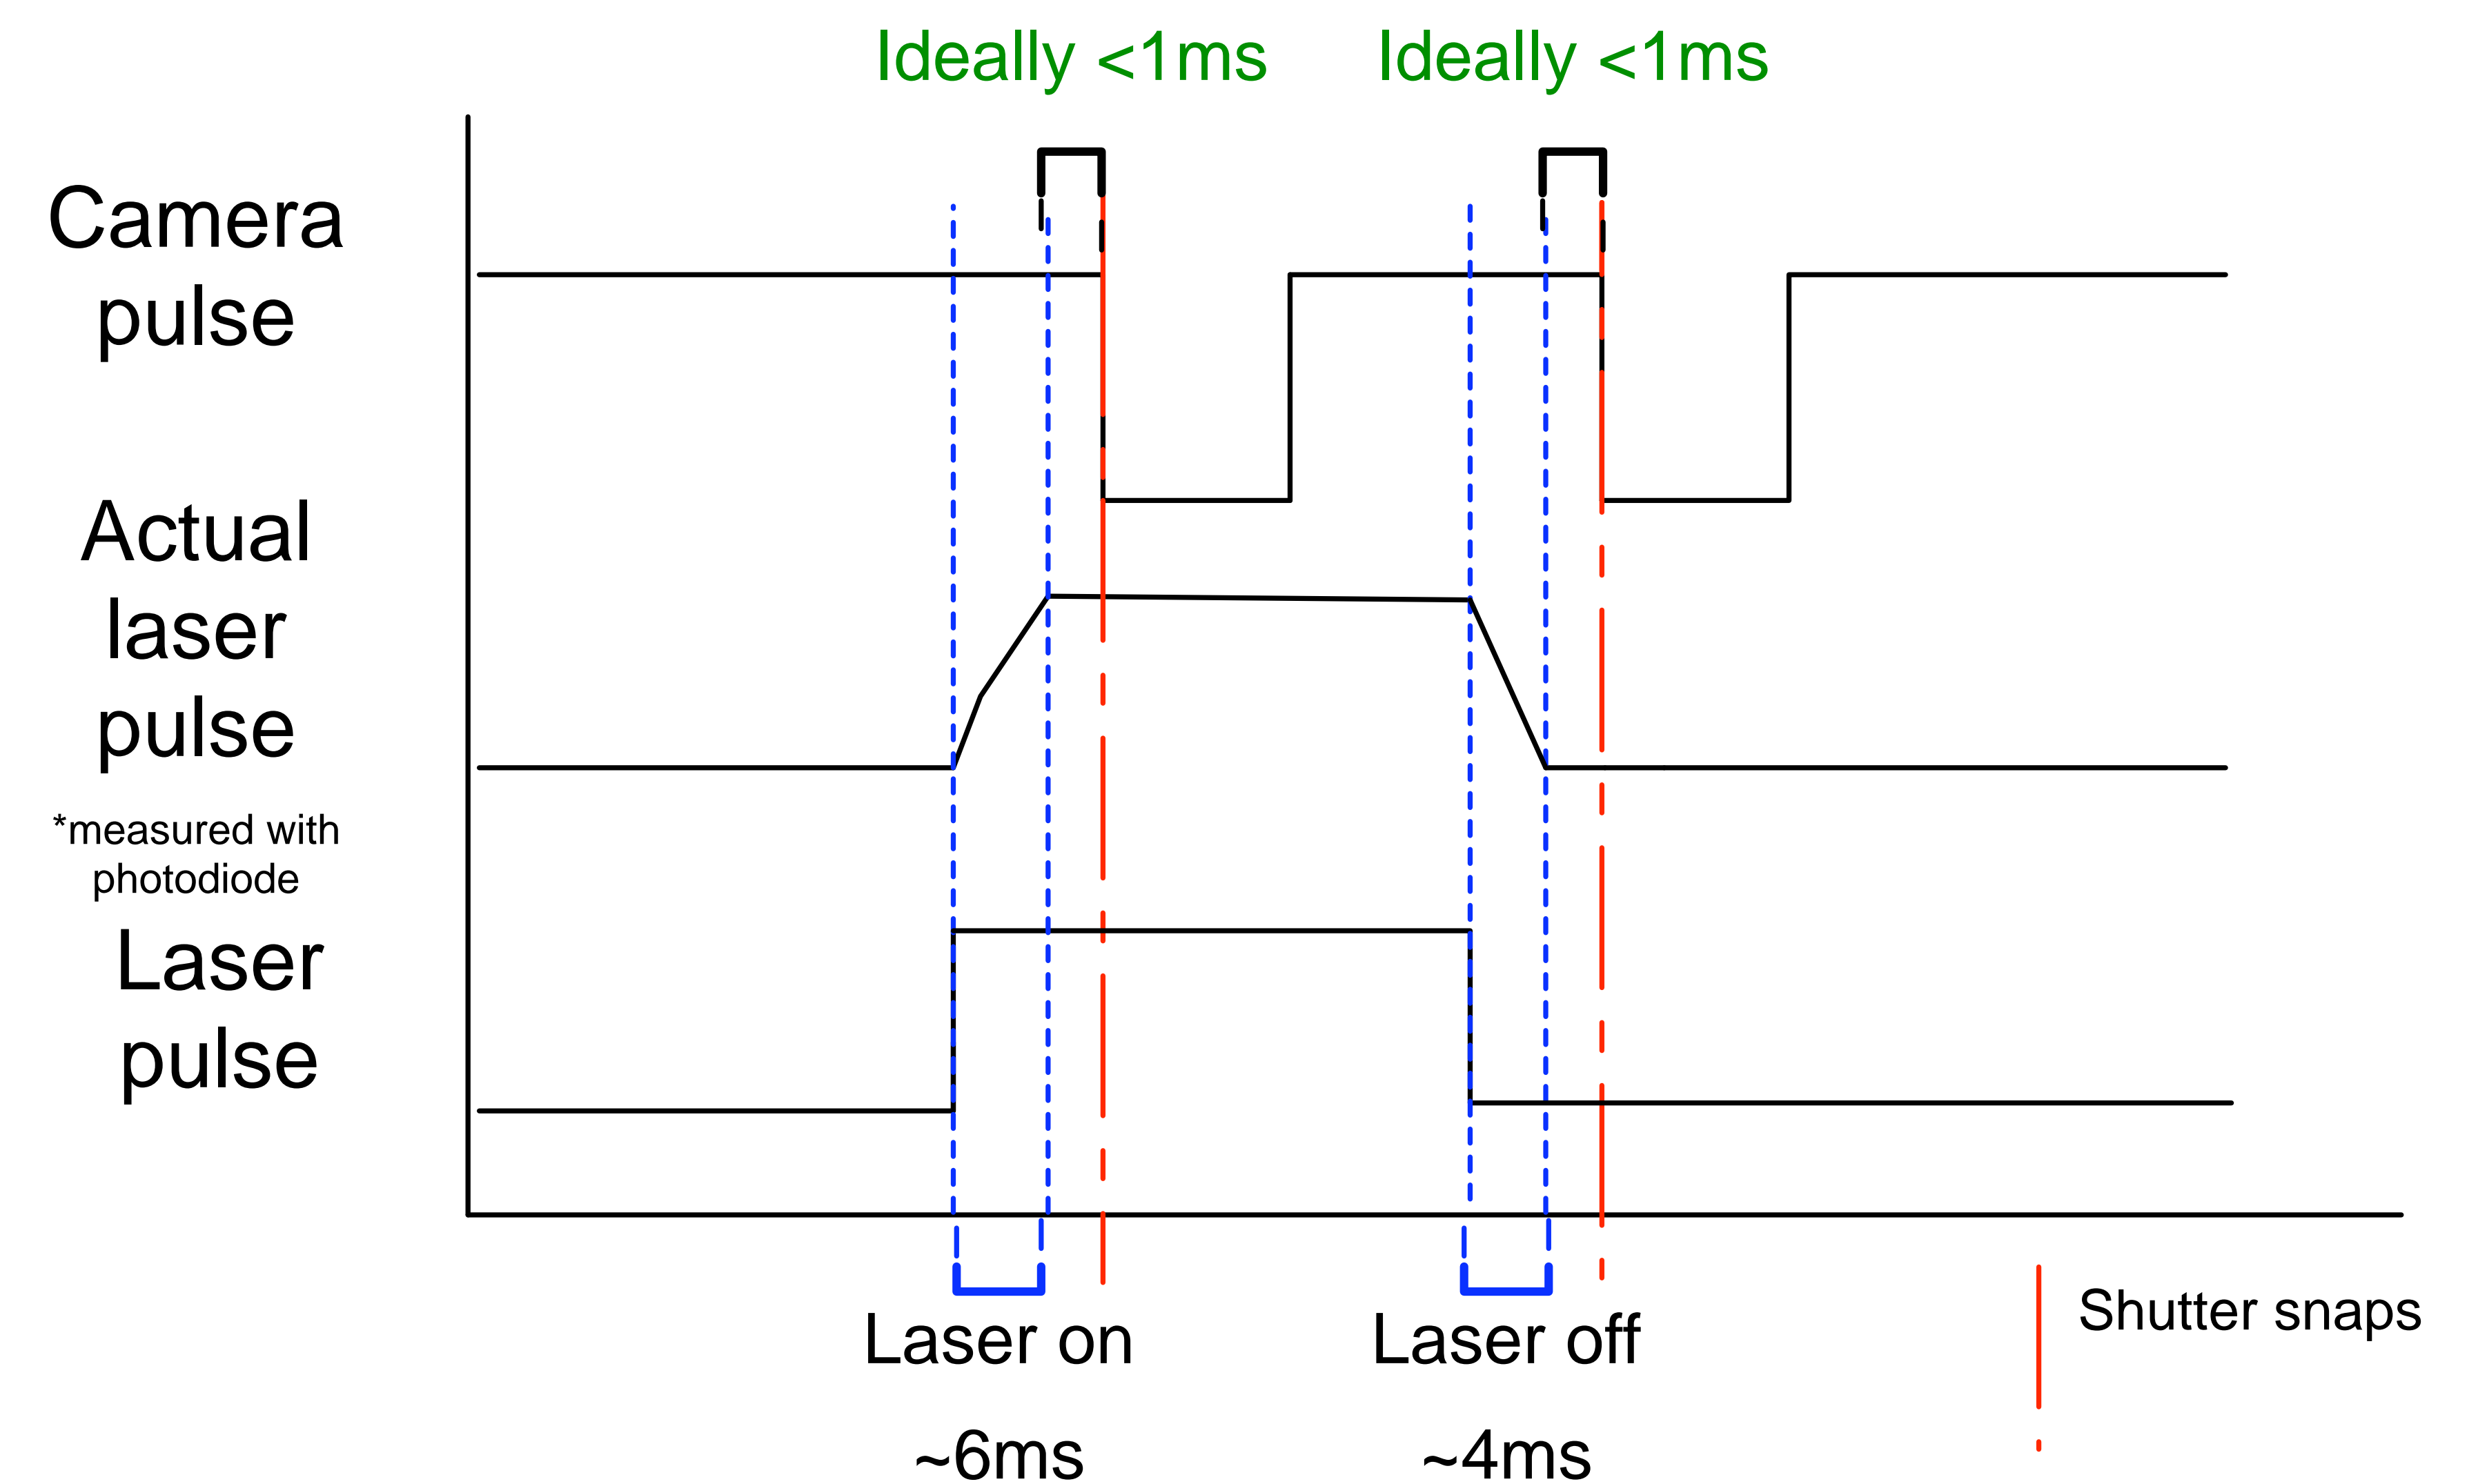 Ideally <1ms
Ideally <1ms
Camera
pulse
Actual
laser
pulse
*measured with
photodiode
Laser
pulse
Laser on
~6ms
Laser off
~4ms
Shutter snaps